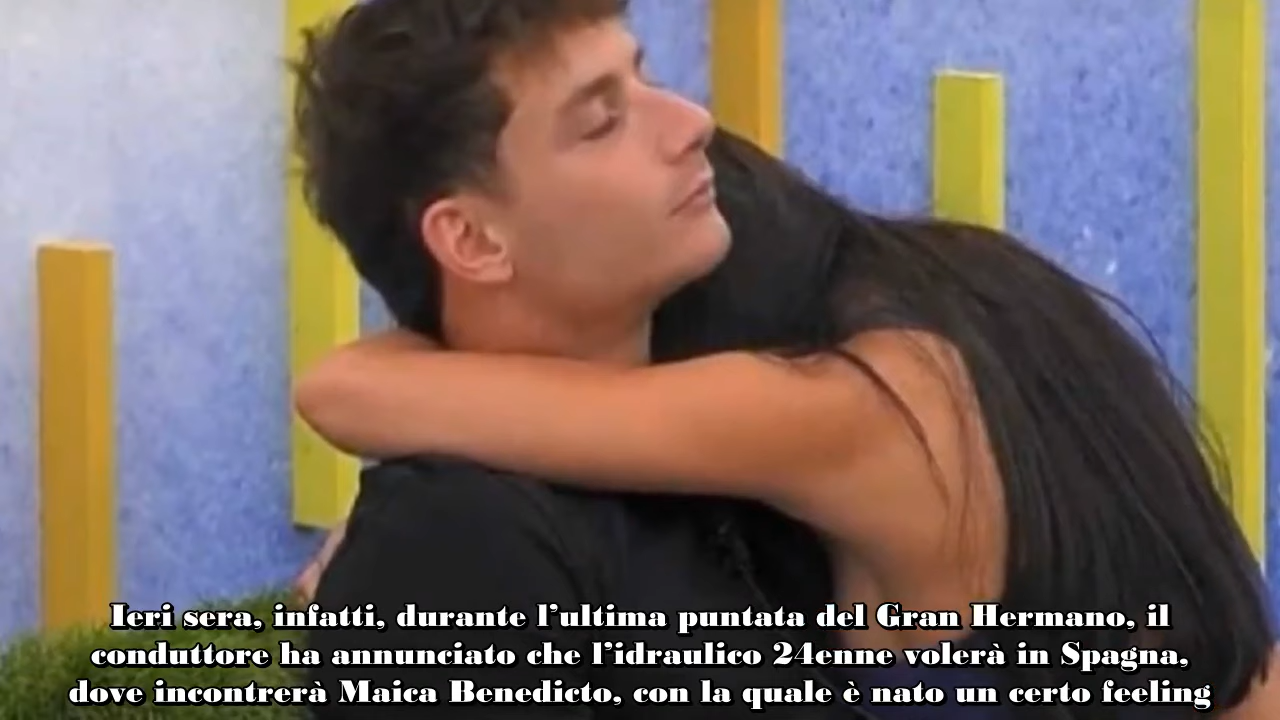 Ieri sera, infatti, durante l’ultima puntata del Gran Hermano, il
conduttore ha annunciato che l’idraulico 24enne volerà in Spagna,
dove incontrerà Maica Benedicto, con la quale è nato un certo feeling